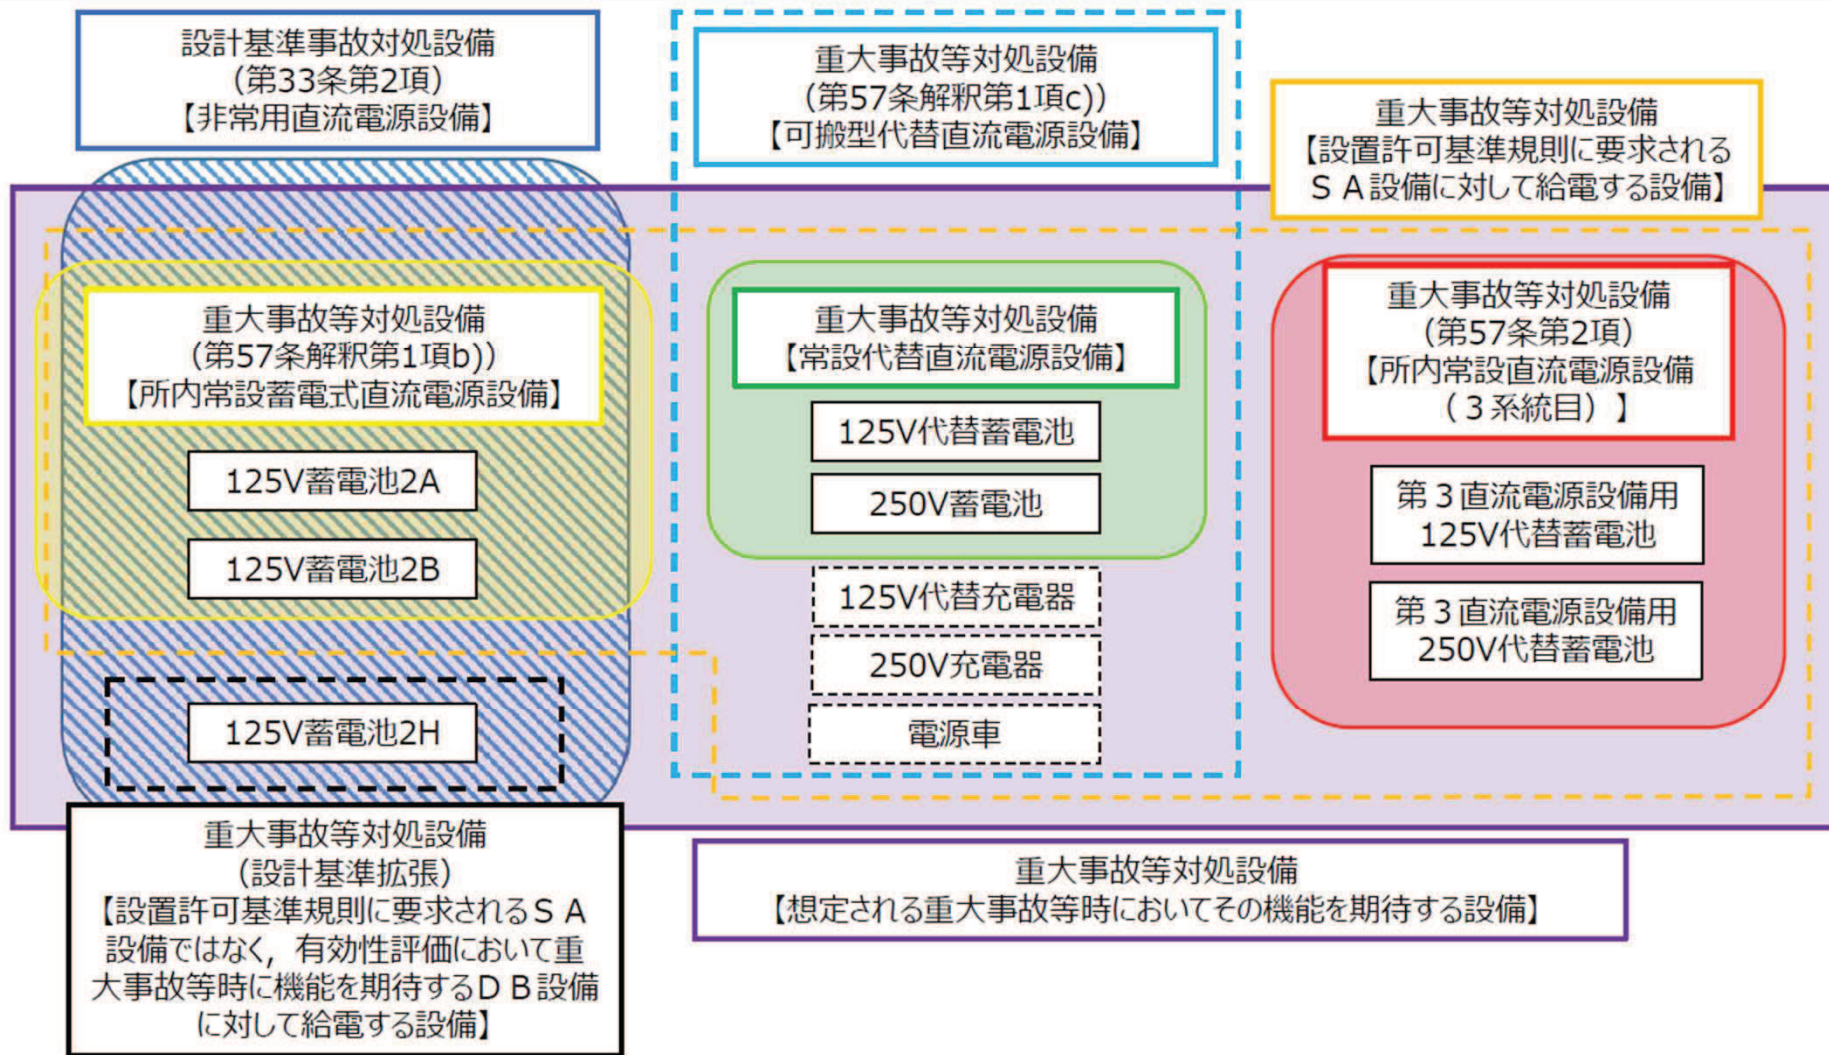 設計基準事故対処設備
(第33条第2項)
【非常用直流電源設備】
重大事故等対処設備
(第57条解釈第1項c))
【可搬型代替直流電源設備】
重大事故等対処設備
【設置許可基準規則に要求される
ＳＡ設備に対して給電する設備】
重大事故等対処設備
(第57条解釈第1項b))
【所内常設蓄電式直流電源設備】
125V蓄電池2A
125V蓄電池2B
125V蓄電池2H
重大事故等対処設備
【常設代替直流電源設備】
125V代替蓄電池
250V蓄電池
125V代替充電器
250V充電器
電源車
重大事故等対処設備
(第57条第2項)
【所内常設直流電源設備
（３系統目）】
第３直流電源設備用
125V代替蓄電池
第３直流電源設備用
250V代替蓄電池
重大事故等対処設備
(設計基準拡張)
【設置許可基準規則に要求されるＳＡ
設備ではなく，有効性評価において重
大事故等時に機能を期待するＤＢ設備
に対して給電する設備】
重大事故等対処設備
【想定される重大事故等時においてその機能を期待する設備】